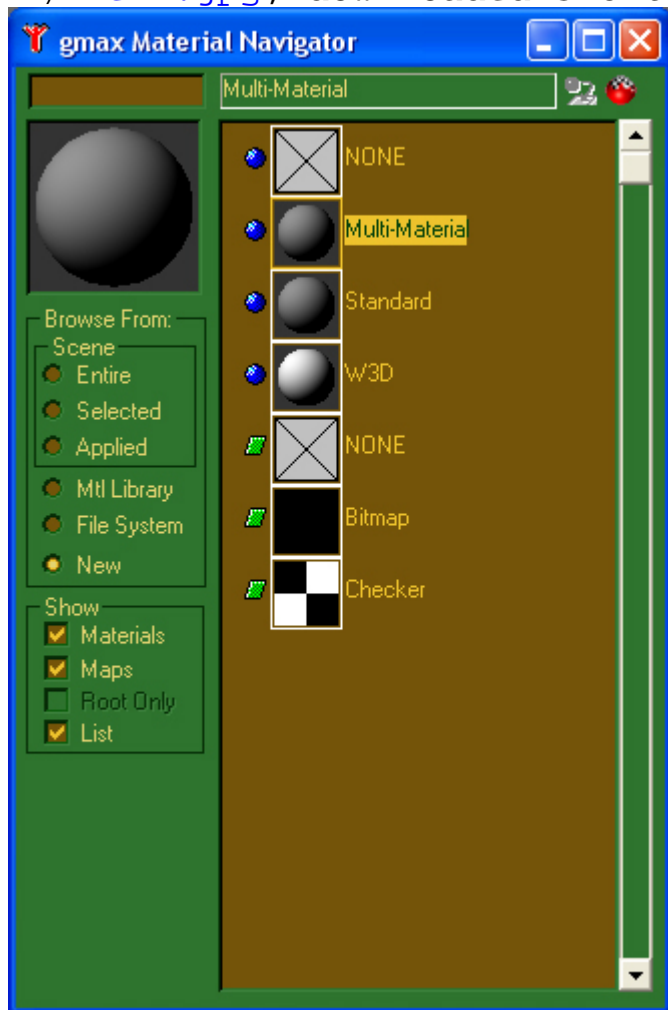 gmax Material Navigator
Multi-Material
NONE
Multi-Material
Standard
W3D
NONE
Bitmap
Checker
Browse From:
Scene
Entire
Selected
Applied
Mtl Library
File System
New
Show
Materials
Maps
Root Only
List